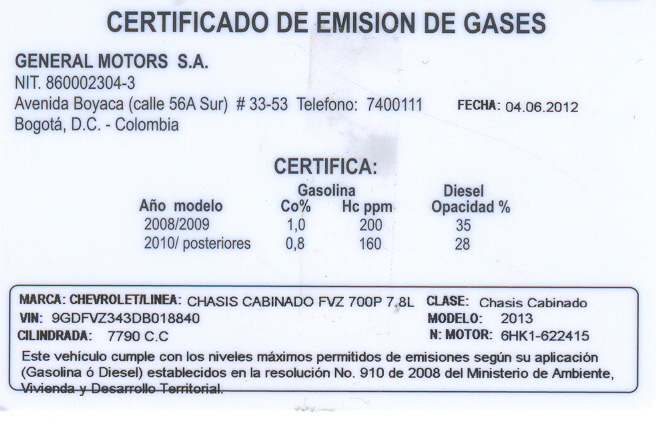 CERTIFICADO DE EMISION DE GASES
GENERAL MOTORS S.A.
NIT. 860002304-3
Avenida Boyaca (calle 56A Sur) # 33-53 Telefono: 7400111 FECHA: 04.06.2012
Bogotá, D.C. - Colombia
CERTIFICA:
Gasolina Diesel
Año modelo Co% Hc ppm Opacidad %
2008/2009 1,0 200 35
2010/ posteriores 0,8 160 28
MARCA: CHEVROLET/LINEA: CHASIS CABINADO FVZ 700P 7,8L CLASE: Chasis Cabinado
VIN: 9GDFVZ343DB018840 MODELO: 2013
CILINDRADA: 7790 C.C N: MOTOR: 6HK1-622415
Este vehículo cumple con los niveles máximos permitidos de emisiones según su aplicación
(Gasolina ó Diesel) establecidos en la resolución No. 910 de 2008 del Ministerio de Ambiente,
Vivienda y Desarrollo Territorial.